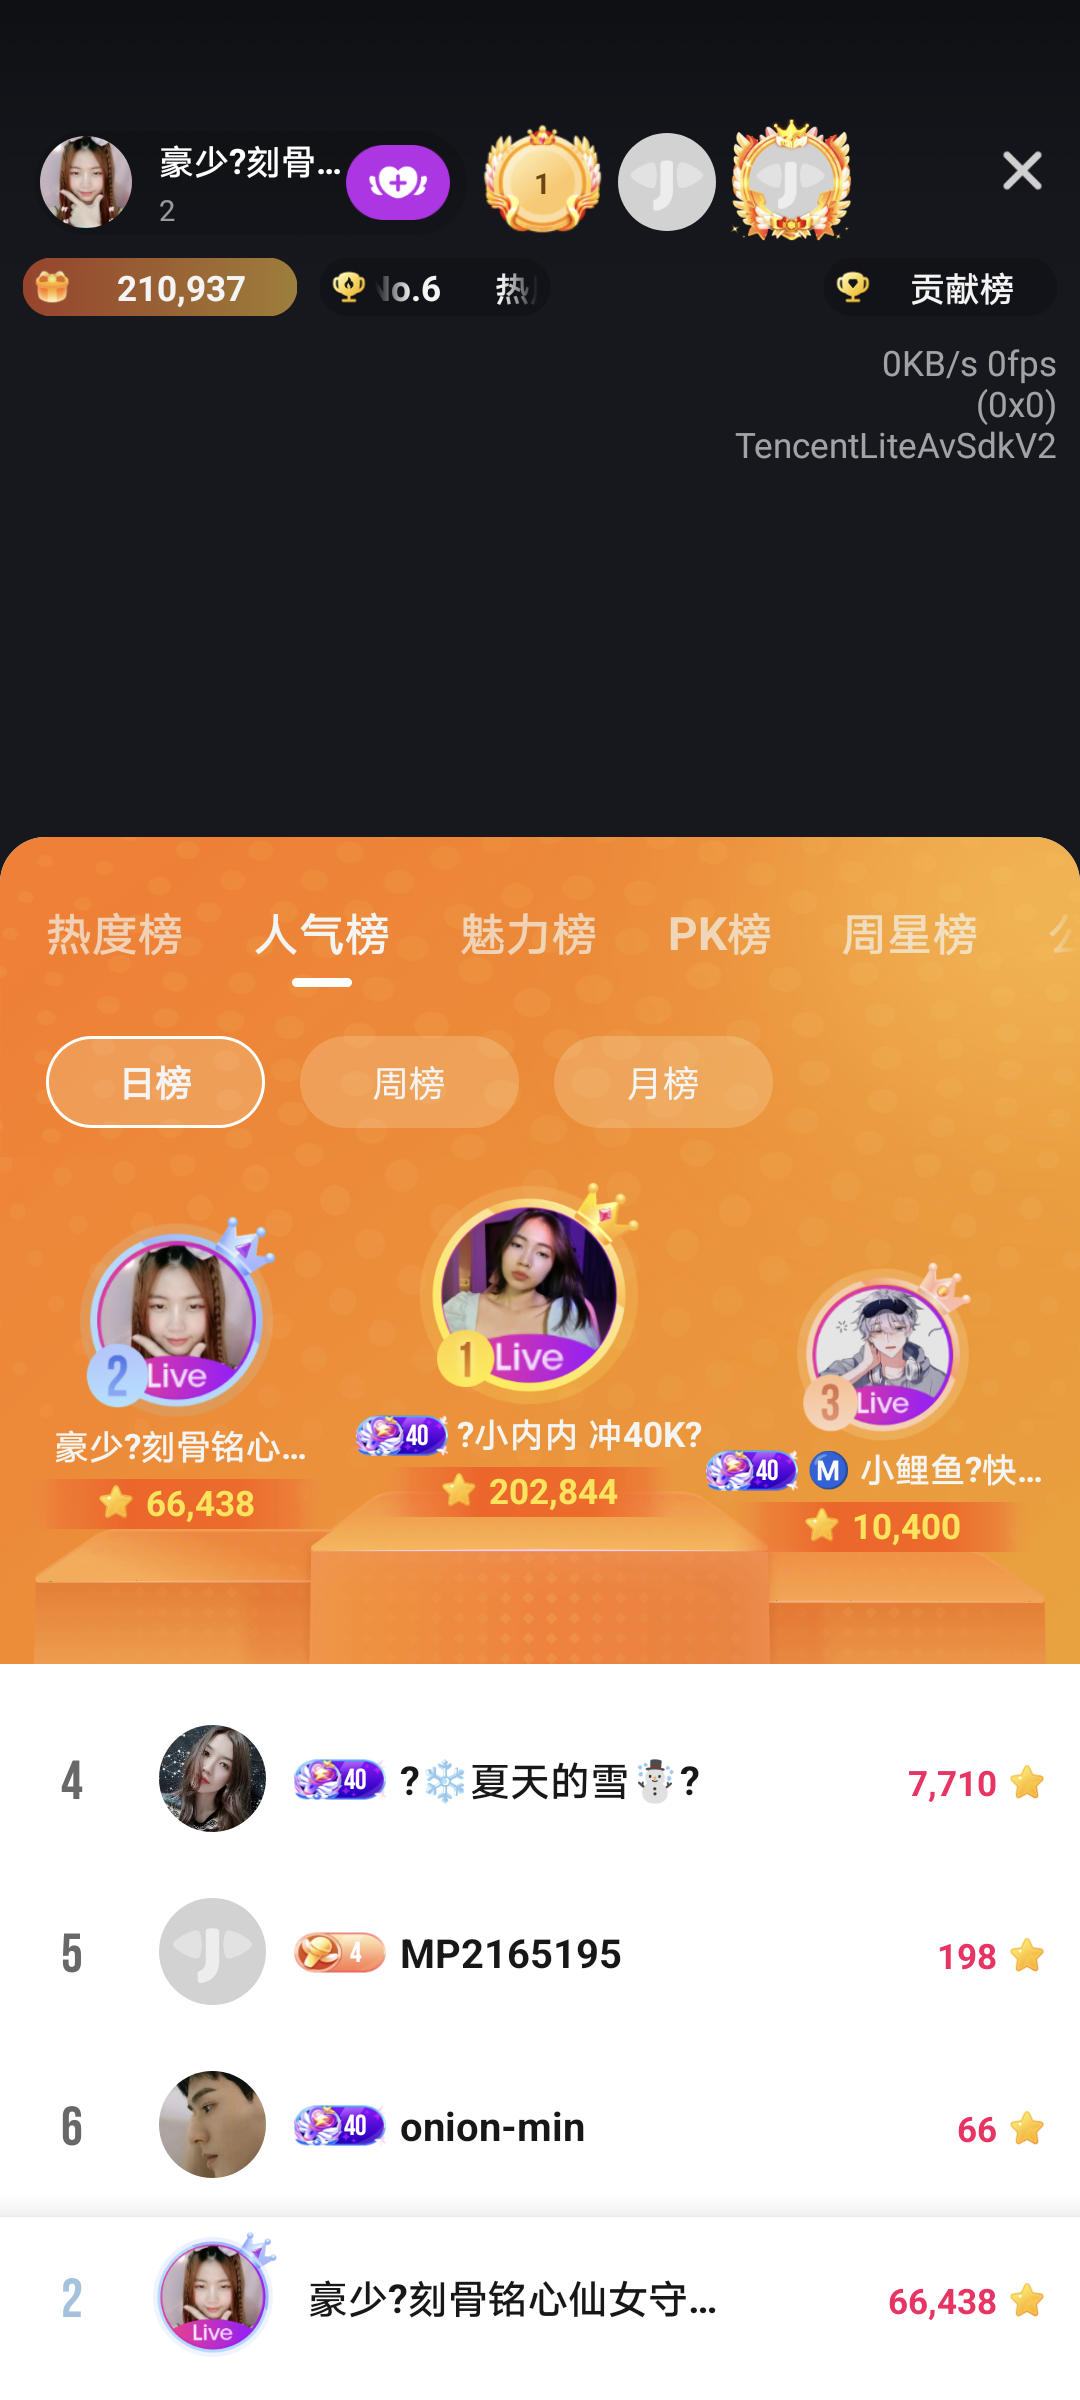 豪少?刻骨...
2
1
210,937
No.6
热
贡献榜
0KB/s 0fps
(0x0)
TencentLiteAvSdkV2
热度榜
人气榜
魅力榜
PK榜
周星榜
日榜
周榜
月榜
2
Live
豪少?刻骨铭心...
66,438
1
Live
40
?小内内 冲40K?
202,844
3
Live
40
M 小鲤鱼?快...
10,400
4
40
?❄️夏天的雪☃️?
7,710
5
4
MP2165195
198
6
40
onion-min
66
2
Live
豪少?刻骨铭心仙女守...
66,438